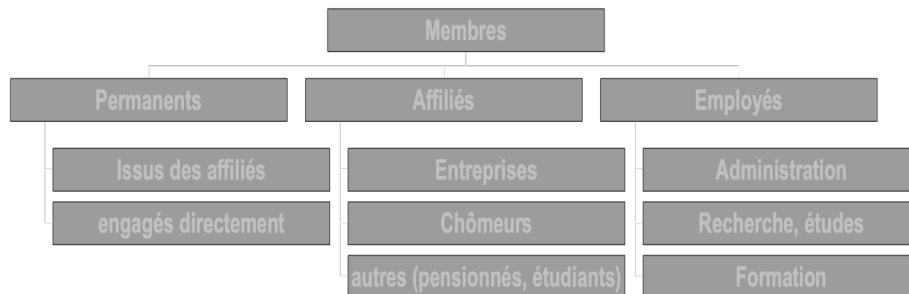 Membres
Permanents
Affiliés
Employés
Issus des affiliés
engagés directement
Entreprises
Chômeurs
autres (pensionnés, étudiants)
Administration
Recherche, études
Formation